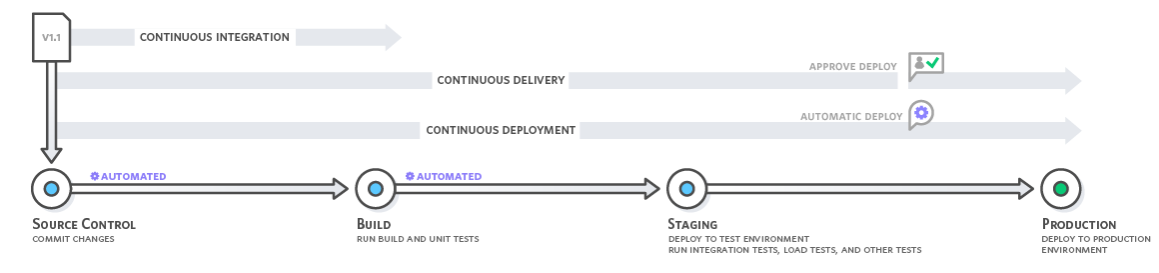 V1.1
CONTINUOUS INTEGRATION
APPROVE DEPLOY
CONTINUOUS DELIVERY
AUTOMATIC DEPLOY
CONTINUOUS DEPLOYMENT
AUTOMATED
AUTOMATED
SOURCE CONTROL
COMMIT CHANGES
BUILD
RUN BUILD AND UNIT TESTS
STAGING
DEPLOY TO TEST ENVIRONMENT
RUN INTEGRATION TESTS, LOAD TESTS, AND OTHER TESTS
PRODUCTION
DEPLOY TO PRODUCTION
ENVIRONMENT